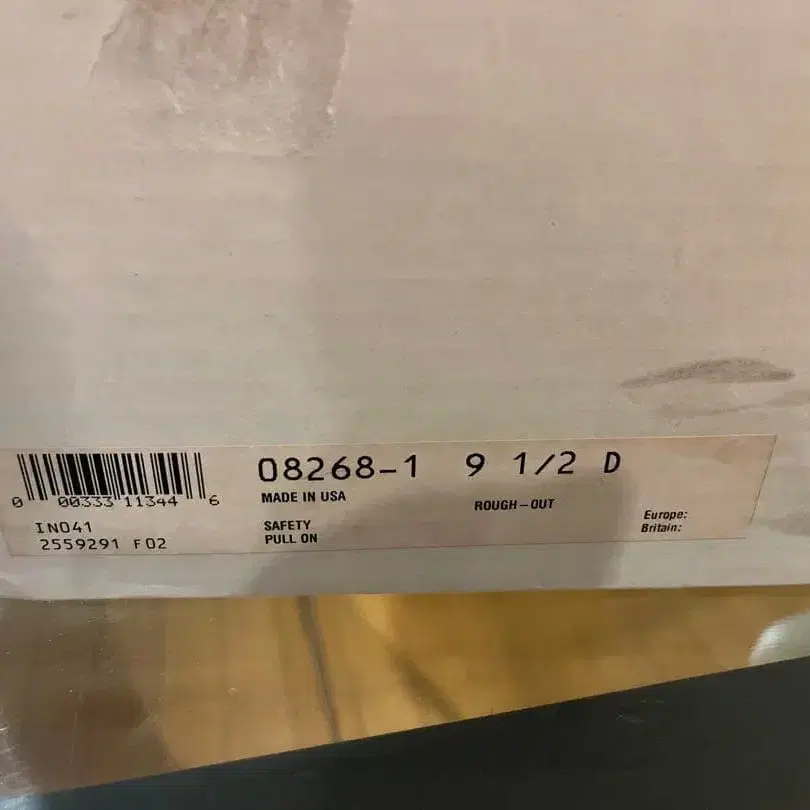 08268-1 9 1/2 D
0 00333 11344 6
MADE IN USA
ROUGH-OUT
IN041
SAFETY
Europe:
2559291 F02
PULL ON
Britain: